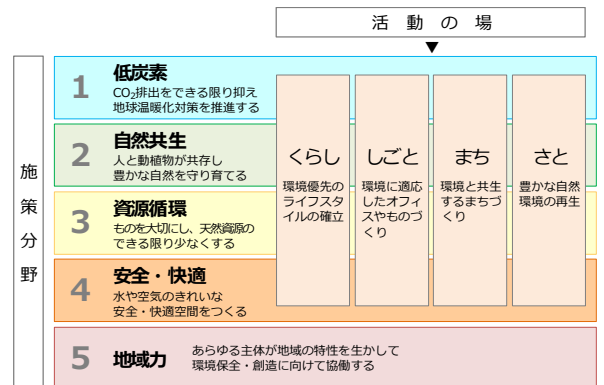 活動の場
▼
施策分野
1
低炭素
CO₂排出をできる限り抑え
地球温暖化対策を推進する
2
自然共生
人と動植物が共存し
豊かな自然を守り育てる
3
資源循環
ものを大切にし、天然資源の
できる限り少なくする
4
安全・快適
水や空気のきれいな
安全・快適空間をつくる
5
地域力
あらゆる主体が地域の特性を生かして
環境保全・創造に向けて協働する
くらし
環境優先の
ライフスタ
イルの確立
しごと
環境に適応
したオフィ
スやものづ
くり
まち
環境と共生
するまちづ
くり
さと
豊かな自然
環境の再生